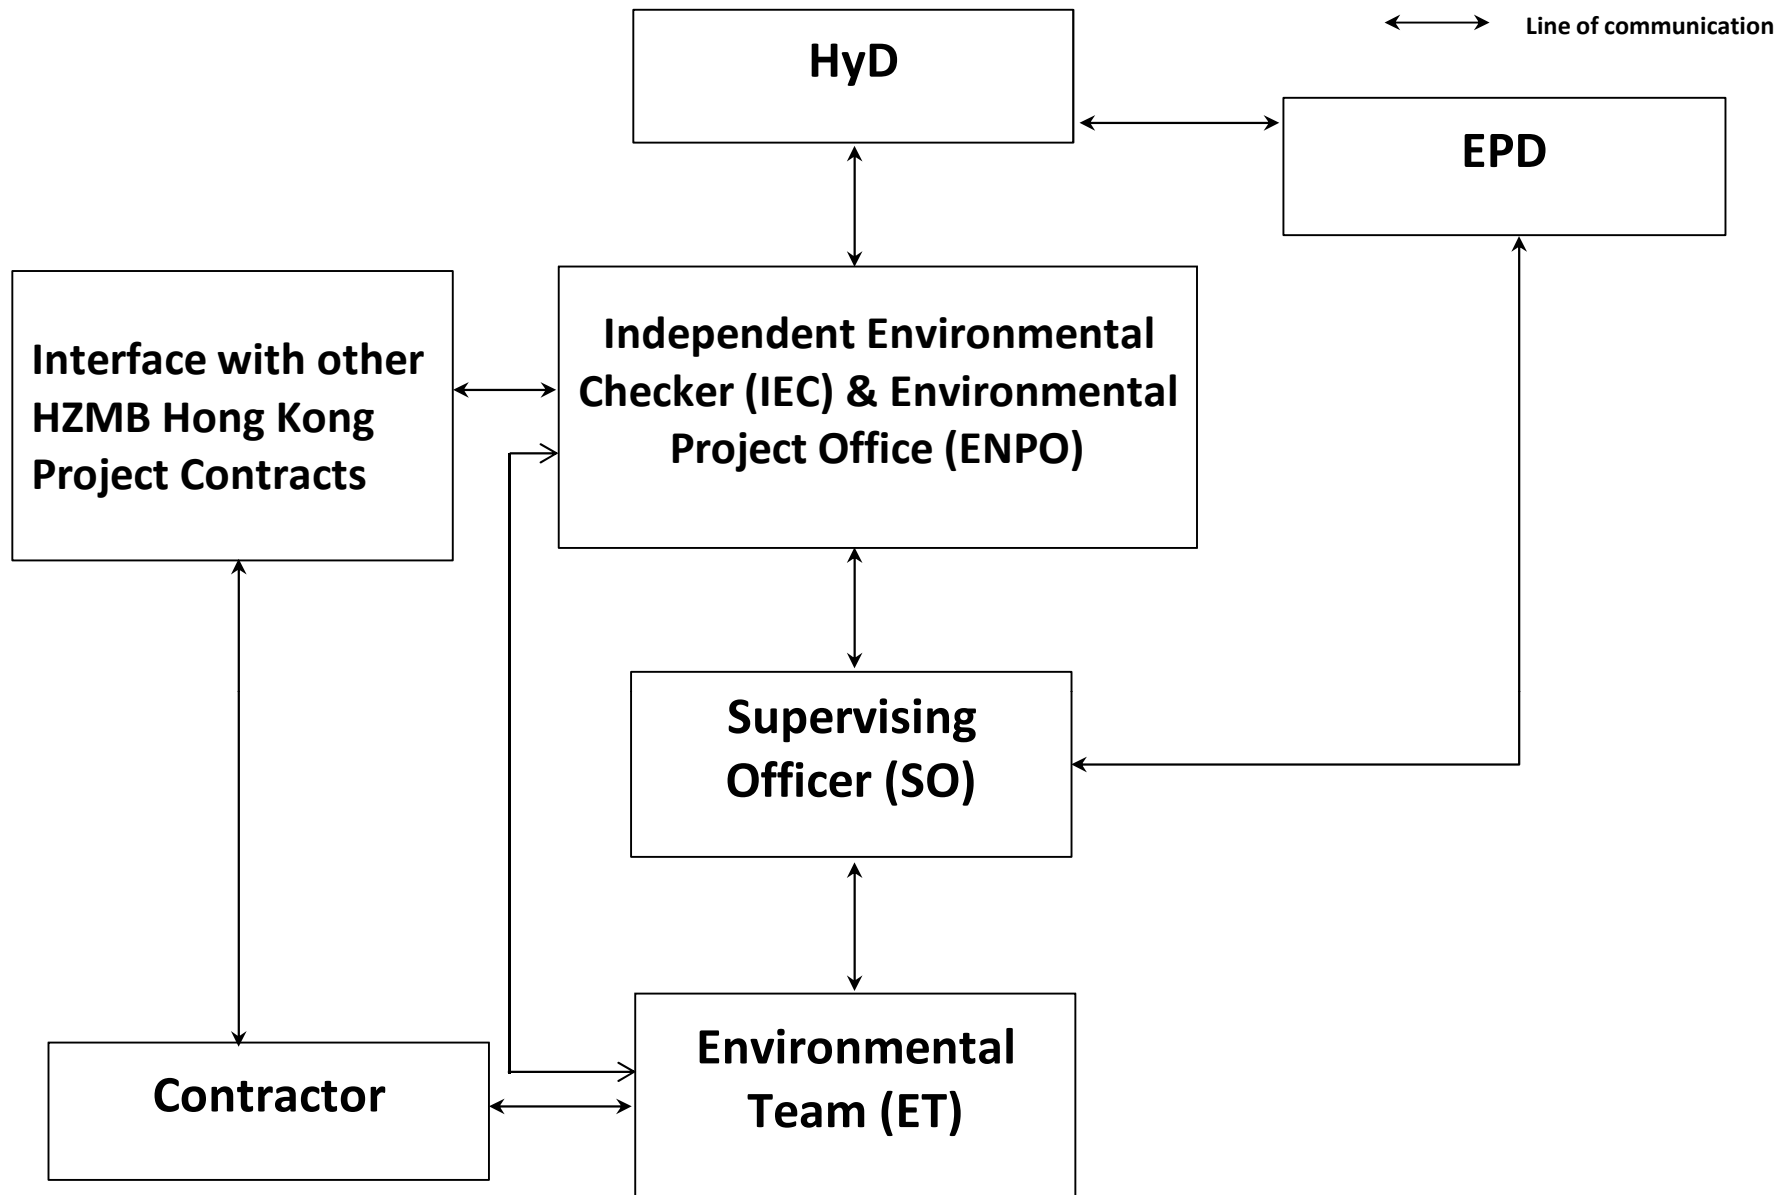 HyD
Line of communication
EPD
Interface with other
HZMB Hong Kong
Project Contracts
Independent Environmental
Checker (IEC) & Environmental
Project Office (ENPO)
Supervising
Officer (SO)
Contractor
Environmental
Team (ET)